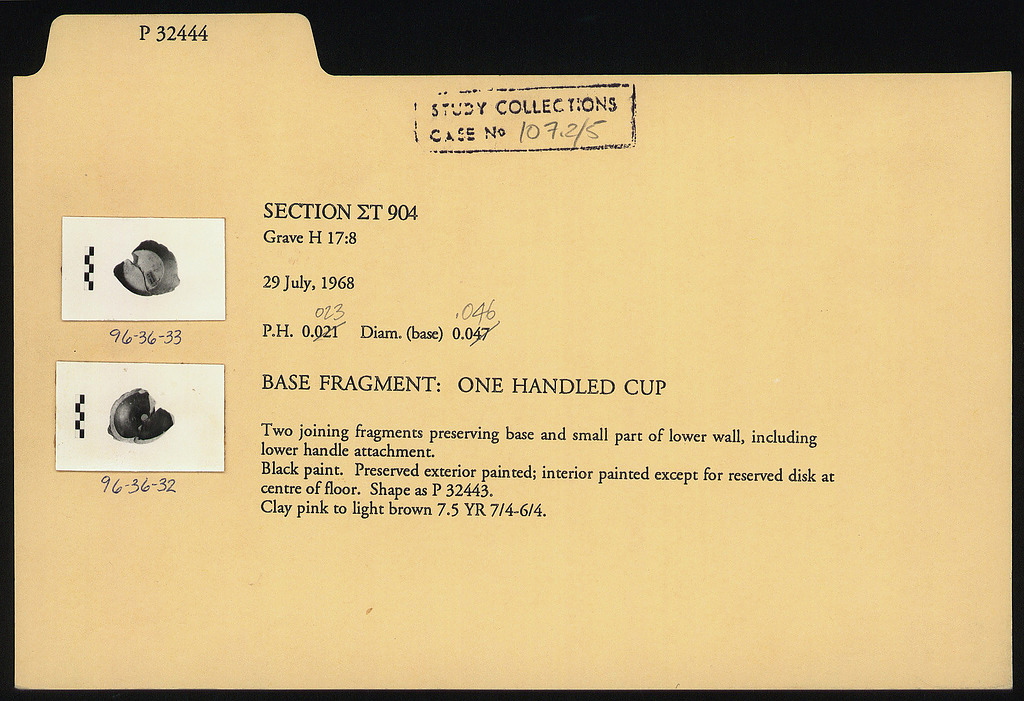 P 32444
STUDY COLLECTIONS
CASE No 107.2/5
SECTION ΣΤ 904
Grave H 17:8
29 July, 1968
023 .046
P.H. 0.021 Diam. (base) 0.047
96-36-33
BASE FRAGMENT: ONE HANDLED CUP
Two joining fragments preserving base and small part of lower wall, including
lower handle attachment.
Black paint. Preserved exterior painted; interior painted except for reserved disk at
centre of floor. Shape as P 32443.
Clay pink to light brown 7.5 YR 7/4-6/4.
96-36-32